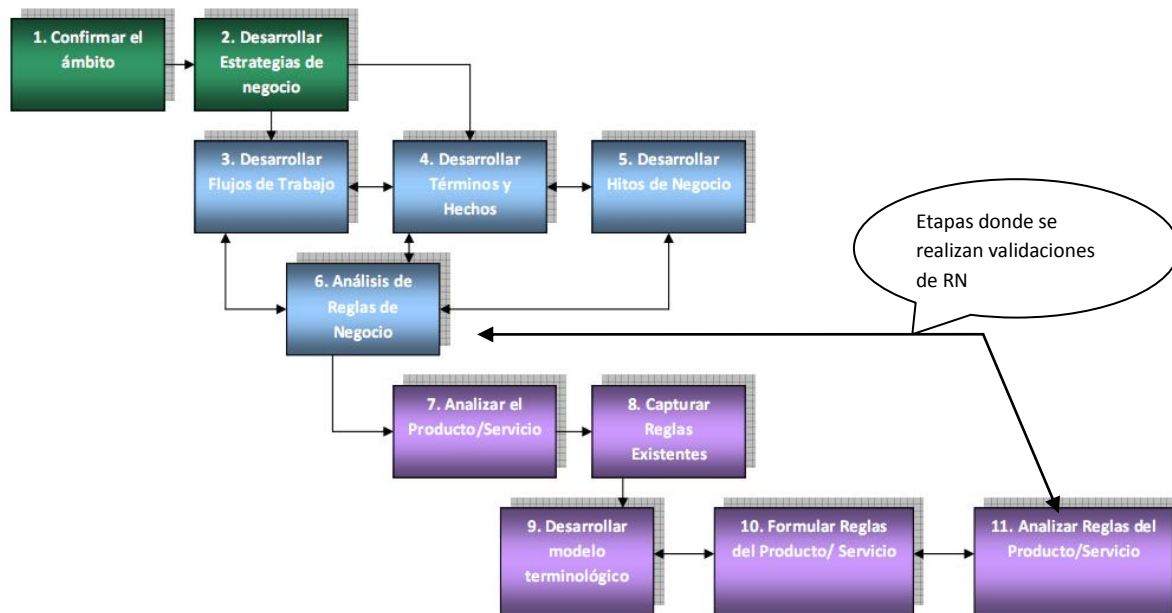 1. Confirmar el
ámbito
2. Desarrollar
Estrategias de
negocio
3. Desarrollar
Flujos de Trabajo
4. Desarrollar
Términos y
Hechos
5. Desarrollar
Hitos de Negocio
Etapas donde se
realizan validaciones
de RN
6. Análisis de
Reglas de
Negocio
7. Analizar el
Producto/Servicio
8. Capturar
Reglas
Existentes
9. Desarrollar
modelo
terminológico
10. Formular Reglas
del Producto/ Servicio
11. Analizar Reglas del
Producto/Servicio